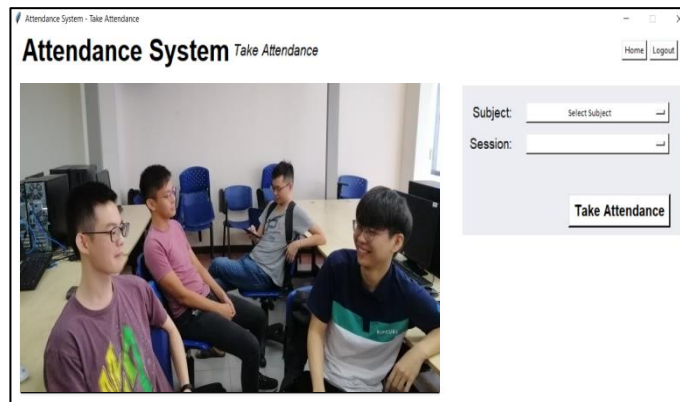 Attendance System - Take Attendance
Attendance System Take Attendance
Home Logout
Subject: Select Subject
Session:
Take Attendance